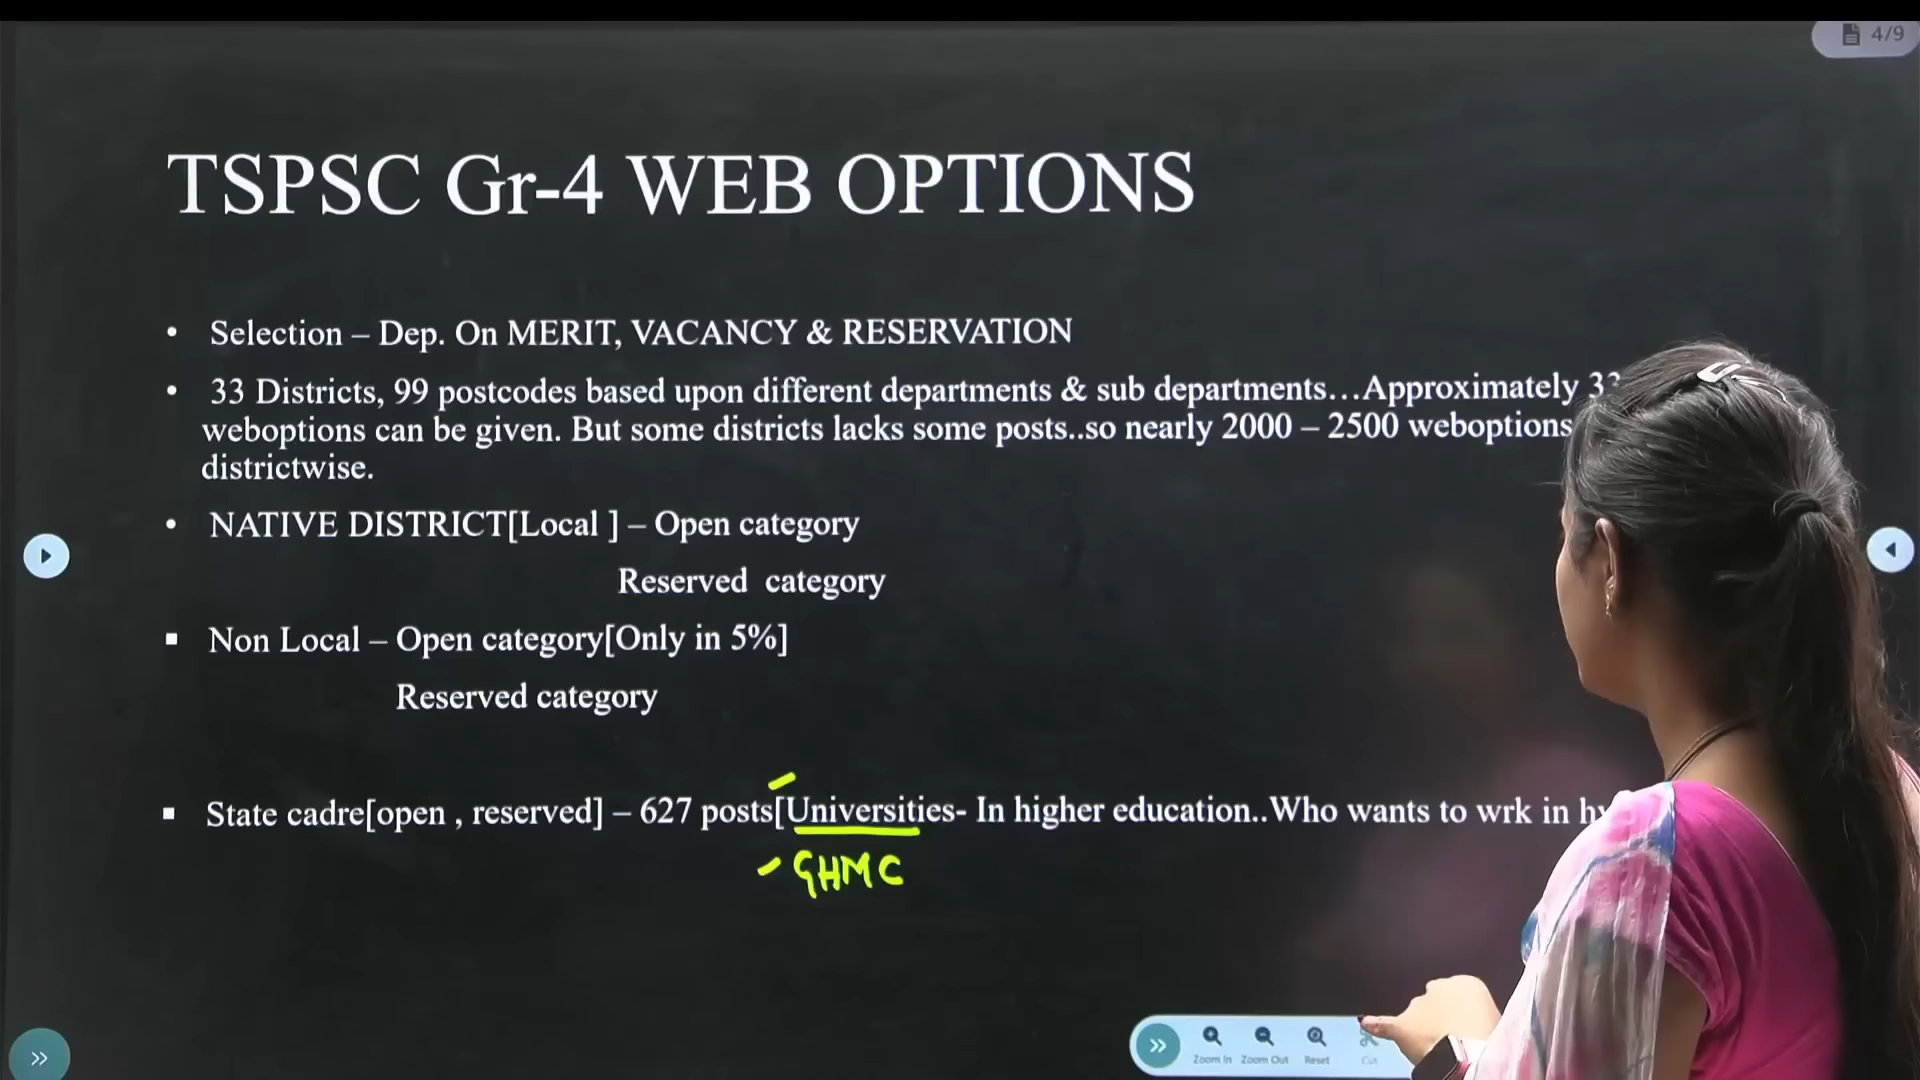 4/9
TSPSC Gr-4 WEB OPTIONS
• Selection – Dep. On MERIT, VACANCY & RESERVATION
• 33 Districts, 99 postcodes based upon different departments & sub departments…Approximately
weboptions can be given. But some districts lacks some posts..so nearly 2000 – 2500 weboptions
districtwise.
• NATIVE DISTRICT[Local ] – Open category
Reserved category
▪ Non Local – Open category[Only in 5%]
Reserved category
▪ State cadre[open , reserved] – 627 posts[Universities- In higher education..Who wants to wrk in
GHMC
Zoom In Zoom Out Reset Cut